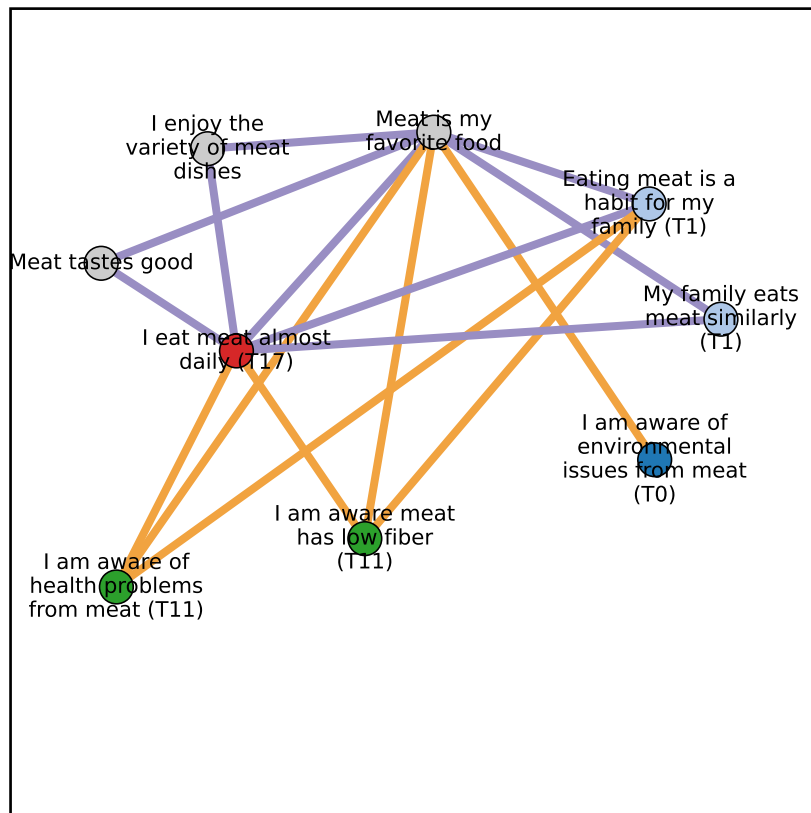 I enjoy the
variety of meat
dishes
Meat is my
favorite food
Eating meat is a
habit for my
family (T1)
Meat tastes good
My family eats
meat similarly
(T1)
I eat meat almost
daily (T17)
I am aware of
environmental
issues from meat
(T0)
I am aware meat
has low fiber
(T11)
I am aware of
health problems
from meat (T11)